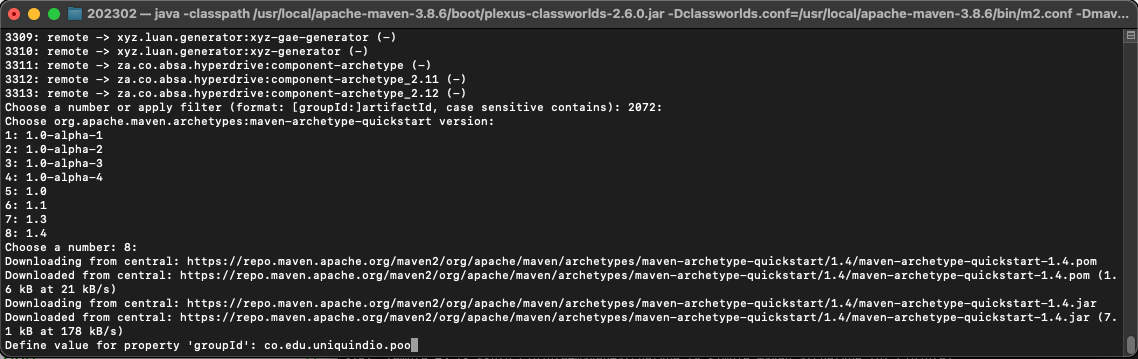 202302 — java -classpath /usr/local/apache-maven-3.8.6/boot/plexus-classworlds-2.6.0.jar -Dclassworlds.conf=/usr/local/apache-maven-3.8.6/bin/m2.conf -Dmav...
3309: remote -> xyz.luan.generator:xyz-gae-generator (-)
3310: remote -> xyz.luan.generator:xyz-generator (-)
3311: remote -> za.co.absa.hyperdrive:component-archetype (-)
3312: remote -> za.co.absa.hyperdrive:component-archetype_2.11 (-)
3313: remote -> za.co.absa.hyperdrive:component-archetype_2.12 (-)
Choose a number or apply filter (format: [groupId:]artifactId, case sensitive contains): 2072:
Choose org.apache.maven.archetypes:maven-archetype-quickstart version:
1: 1.0-alpha-1
2: 1.0-alpha-2
3: 1.0-alpha-3
4: 1.0-alpha-4
5: 1.0
6: 1.1
7: 1.3
8: 1.4
Choose a number: 8:
Downloading from central: https://repo.maven.apache.org/maven2/org/apache/maven/archetypes/maven-archetype-quickstart/1.4/maven-archetype-quickstart-1.4.pom
Downloaded from central: https://repo.maven.apache.org/maven2/org/apache/maven/archetypes/maven-archetype-quickstart/1.4/maven-archetype-quickstart-1.4.pom (1.
6 kB at 21 kB/s)
Downloading from central: https://repo.maven.apache.org/maven2/org/apache/maven/archetypes/maven-archetype-quickstart/1.4/maven-archetype-quickstart-1.4.jar
Downloaded from central: https://repo.maven.apache.org/maven2/org/apache/maven/archetypes/maven-archetype-quickstart/1.4/maven-archetype-quickstart-1.4.jar (7.
1 kB at 178 kB/s)
Define value for property 'groupId': co.edu.uniquindio.poo